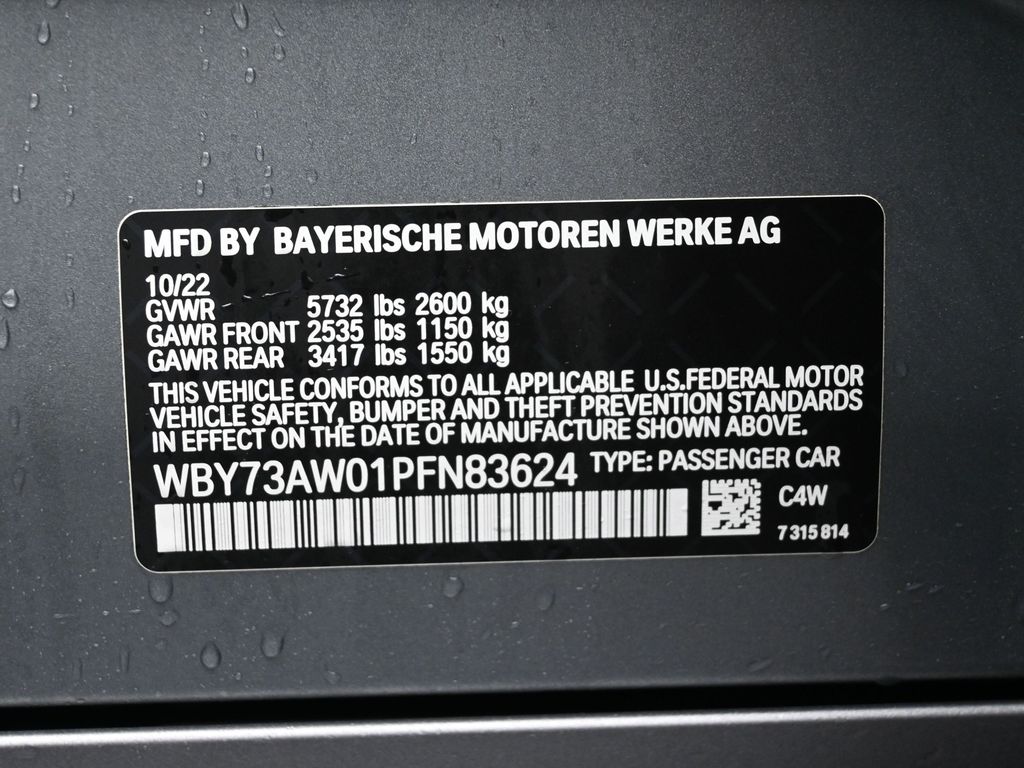 MFD BY BAYERISCHE MOTOREN WERKE AG
10/22
GVWR 5732 lbs 2600 kg
GAWR FRONT 2535 lbs 1150 kg
GAWR REAR 3417 lbs 1550 kg
THIS VEHICLE CONFORMS TO ALL APPLICABLE U.S.FEDERAL MOTOR
VEHICLE SAFETY, BUMPER AND THEFT PREVENTION STANDARDS
IN EFFECT ON THE DATE OF MANUFACTURE SHOWN ABOVE.
WBY73AW01PFN83624 TYPE: PASSENGER CAR
C4W
7 315 814